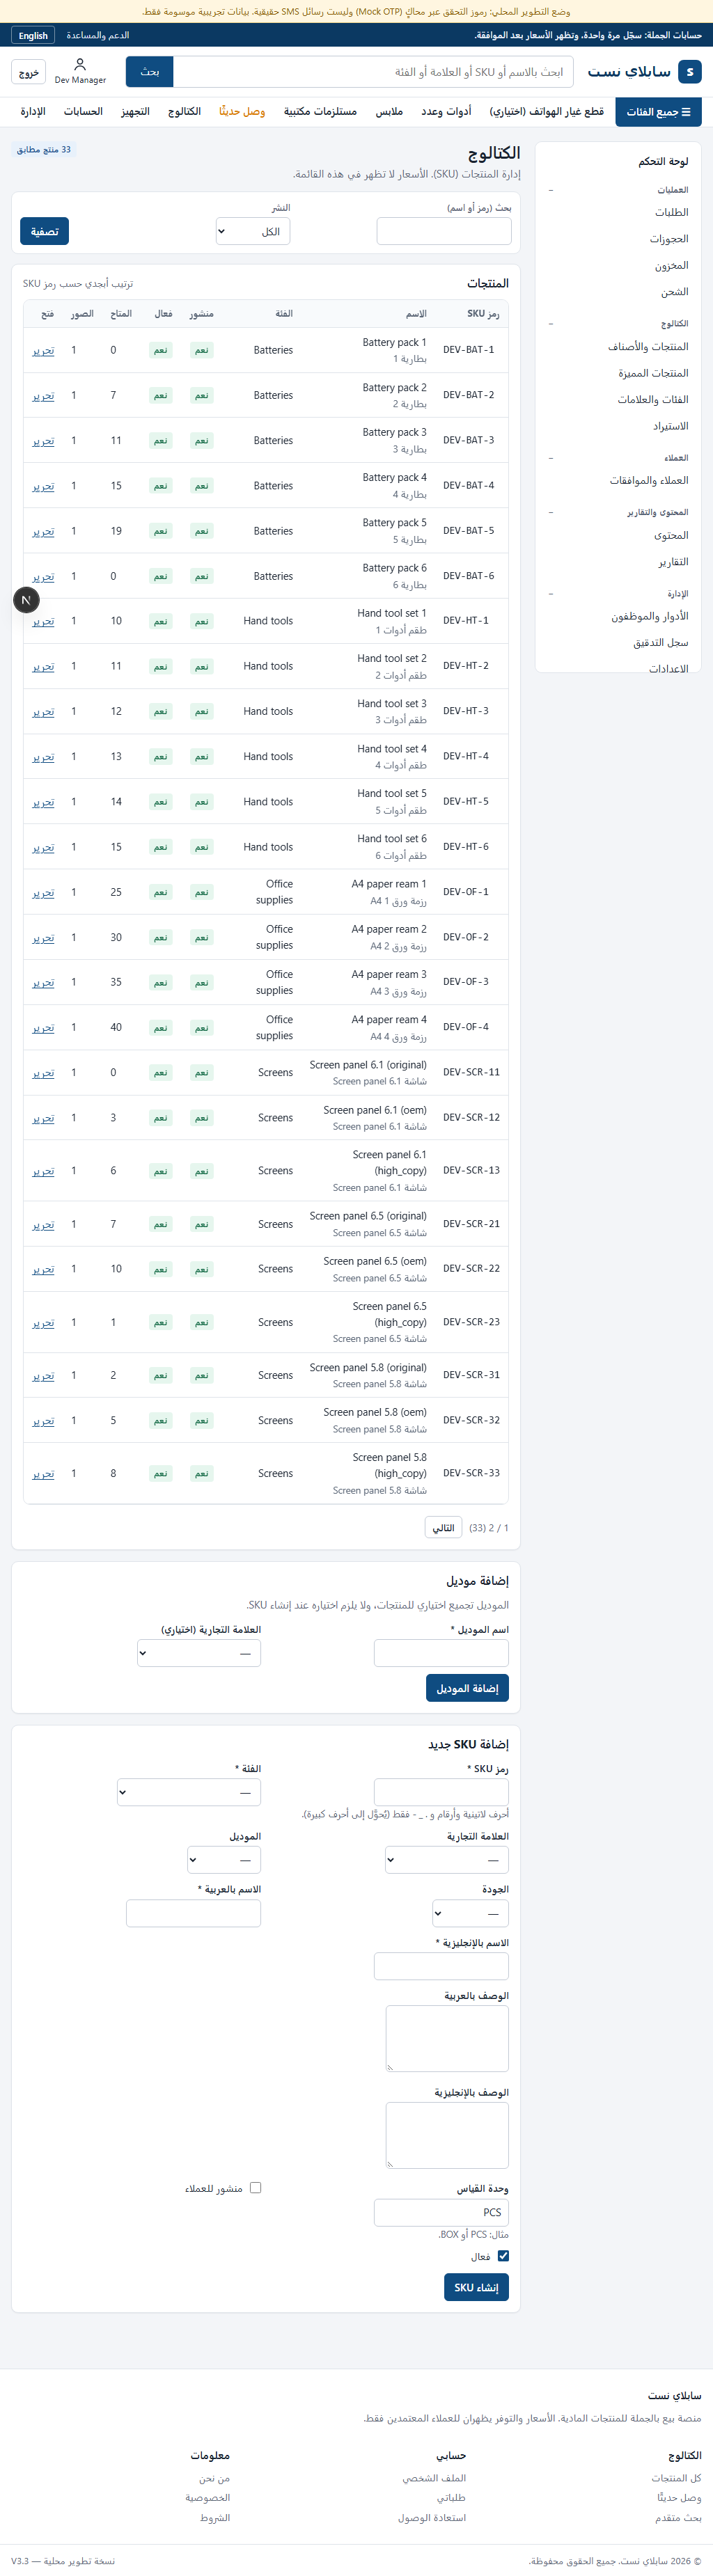 وضع التطوير المحلي: رموز التحقق عبر محاكٍ (Mock OTP) وليست رسائل SMS حقيقية. بيانات تجريبية موسومة فقط.
حسابات الجملة: سجّل مرة واحدة، وتظهر الأسعار بعد الموافقة.
الدعم والمساعدة
English
S
سابلاي نست
ابحث بالاسم أو SKU أو العلامة أو الفئة
بحث
Dev Manager
خروج
☰ جميع الفئات
قطع غيار الهواتف (اختياري)
أدوات وعدد
ملابس
مستلزمات مكتبية
وصل حديثًا
الكتالوج
التجهيز
الحسابات
الإدارة
لوحة التحكم
العمليات
–
الطلبات
الحجوزات
المخزون
الشحن
الكتالوج
–
المنتجات والأصناف
المنتجات المميزة
الفئات والعلامات
الاستيراد
العملاء
–
العملاء والموافقات
المحتوى والتقارير
–
المحتوى
التقارير
الإدارة
–
الأدوار والموظفون
سجل التدقيق
الإعدادات
الكتالوج
33 منتج مطابق
إدارة المنتجات (SKU). الأسعار لا تظهر في هذه القائمة.
بحث (رمز أو اسم)
النشر
الكل
تصفية
المنتجات
ترتيب أبجدي حسب رمز SKU
رمز SKU الاسم الفئة منشور فعال المتاح الصور فتح
DEV-BAT-1 Battery pack 1 Batteries نعم نعم 0 1 تحرير
بطارية 1
DEV-BAT-2 Battery pack 2 Batteries نعم نعم 7 1 تحرير
بطارية 2
DEV-BAT-3 Battery pack 3 Batteries نعم نعم 11 1 تحرير
بطارية 3
DEV-BAT-4 Battery pack 4 Batteries نعم نعم 15 1 تحرير
بطارية 4
DEV-BAT-5 Battery pack 5 Batteries نعم نعم 19 1 تحرير
بطارية 5
DEV-BAT-6 Battery pack 6 Batteries نعم نعم 0 1 تحرير
بطارية 6
N
DEV-HT-1 Hand tool set 1 Hand tools نعم نعم 10 1 تحرير
طقم أدوات 1
DEV-HT-2 Hand tool set 2 Hand tools نعم نعم 11 1 تحرير
طقم أدوات 2
DEV-HT-3 Hand tool set 3 Hand tools نعم نعم 12 1 تحرير
طقم أدوات 3
DEV-HT-4 Hand tool set 4 Hand tools نعم نعم 13 1 تحرير
طقم أدوات 4
DEV-HT-5 Hand tool set 5 Hand tools نعم نعم 14 1 تحرير
طقم أدوات 5
DEV-HT-6 Hand tool set 6 Hand tools نعم نعم 15 1 تحرير
طقم أدوات 6
DEV-OF-1 A4 paper ream 1 Office supplies نعم نعم 25 1 تحرير
رزمة ورق A4 1
DEV-OF-2 A4 paper ream 2 Office supplies نعم نعم 30 1 تحرير
رزمة ورق A4 2
DEV-OF-3 A4 paper ream 3 Office supplies نعم نعم 35 1 تحرير
رزمة ورق A4 3
DEV-OF-4 A4 paper ream 4 Office supplies نعم نعم 40 1 تحرير
رزمة ورق A4 4
DEV-SCR-11 Screen panel 6.1 (original) Screens نعم نعم 0 1 تحرير
شاشة Screen panel 6.1
DEV-SCR-12 Screen panel 6.1 (oem) Screens نعم نعم 3 1 تحرير
شاشة Screen panel 6.1
DEV-SCR-13 Screen panel 6.1 (high_copy) Screens نعم نعم 6 1 تحرير
شاشة Screen panel 6.1
DEV-SCR-21 Screen panel 6.5 (original) Screens نعم نعم 7 1 تحرير
شاشة Screen panel 6.5
DEV-SCR-22 Screen panel 6.5 (oem) Screens نعم نعم 10 1 تحرير
شاشة Screen panel 6.5
DEV-SCR-23 Screen panel 6.5 (high_copy) Screens نعم نعم 1 1 تحرير
شاشة Screen panel 6.5
DEV-SCR-31 Screen panel 5.8 (original) Screens نعم نعم 2 1 تحرير
شاشة Screen panel 5.8
DEV-SCR-32 Screen panel 5.8 (oem) Screens نعم نعم 5 1 تحرير
شاشة Screen panel 5.8
DEV-SCR-33 Screen panel 5.8 (high_copy) Screens نعم نعم 8 1 تحرير
شاشة Screen panel 5.8
1 / 2 (33)
التالي
إضافة موديل
الموديل تجميع اختياري للمنتجات، ولا يلزم اختياره عند إنشاء SKU.
اسم الموديل *
العلامة التجارية (اختياري)
—
إضافة الموديل
إضافة SKU جديد
رمز SKU *
الفئة *
—
أحرف لاتينية وأرقام و . _ - فقط (يُحوَّل إلى أحرف كبيرة).
العلامة التجارية
الموديل
—
—
الجودة
الاسم بالعربية *
—
الاسم بالإنجليزية *
الوصف بالعربية
الوصف بالإنجليزية
وحدة القياس
منشور للعملاء
PCS
مثال: PCS أو BOX.
فعال
إنشاء SKU
سابلاي نست
منصة بيع بالجملة للمنتجات المادية. الأسعار والتوفر يظهران للعملاء المعتمدين فقط.
الكتالوج
حسابي
معلومات
كل المنتجات
الملف الشخصي
من نحن
وصل حديثًا
طلباتي
الخصوصية
بحث متقدم
استعادة الوصول
الشروط
© 2026 سابلاي نست. جميع الحقوق محفوظة.
نسخة تطوير محلية — V3.3